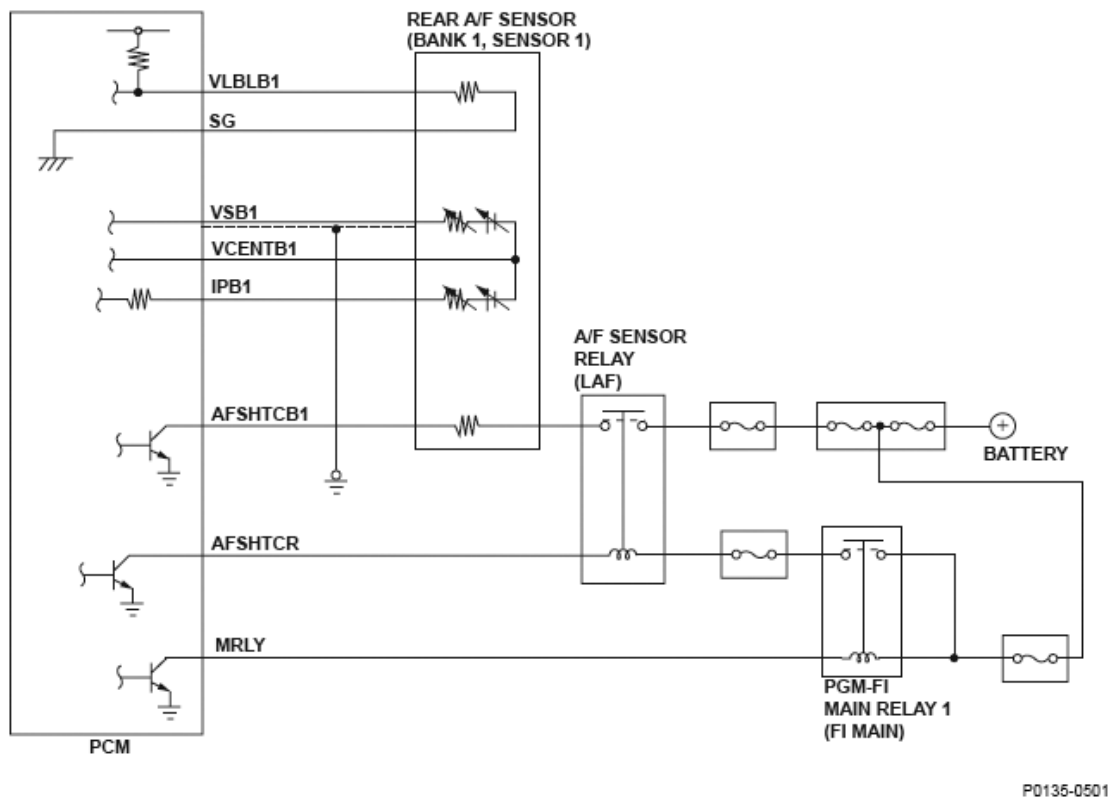 REAR A/F SENSOR
(BANK 1, SENSOR 1)
VLBLB1
SG
VSB1
VCENTB1
IPB1
A/F SENSOR
RELAY
(LAF)
AFSHTCB1
+
BATTERY
AFSHTCR
MRLY
PGM-FI
MAIN RELAY 1
(FI MAIN)
PCM
P0135-0501